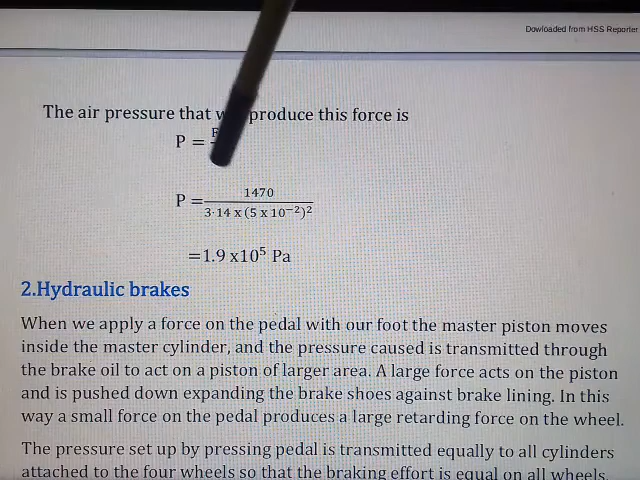 Dowloaded from HSS Reporter
The air pressure that produce this force is
P =
P = 1470
3·14 x (5 x 10⁻²)²
=1.9 x10⁵ Pa
2.Hydraulic brakes
When we apply a force on the pedal with our foot the master piston moves
inside the master cylinder, and the pressure caused is transmitted through
the brake oil to act on a piston of larger area. A large force acts on the piston
and is pushed down expanding the brake shoes against brake lining. In this
way a small force on the pedal produces a large retarding force on the wheel.
The pressure set up by pressing pedal is transmitted equally to all cylinders
attached to the four wheels so that the braking effort is equal on all wheels.